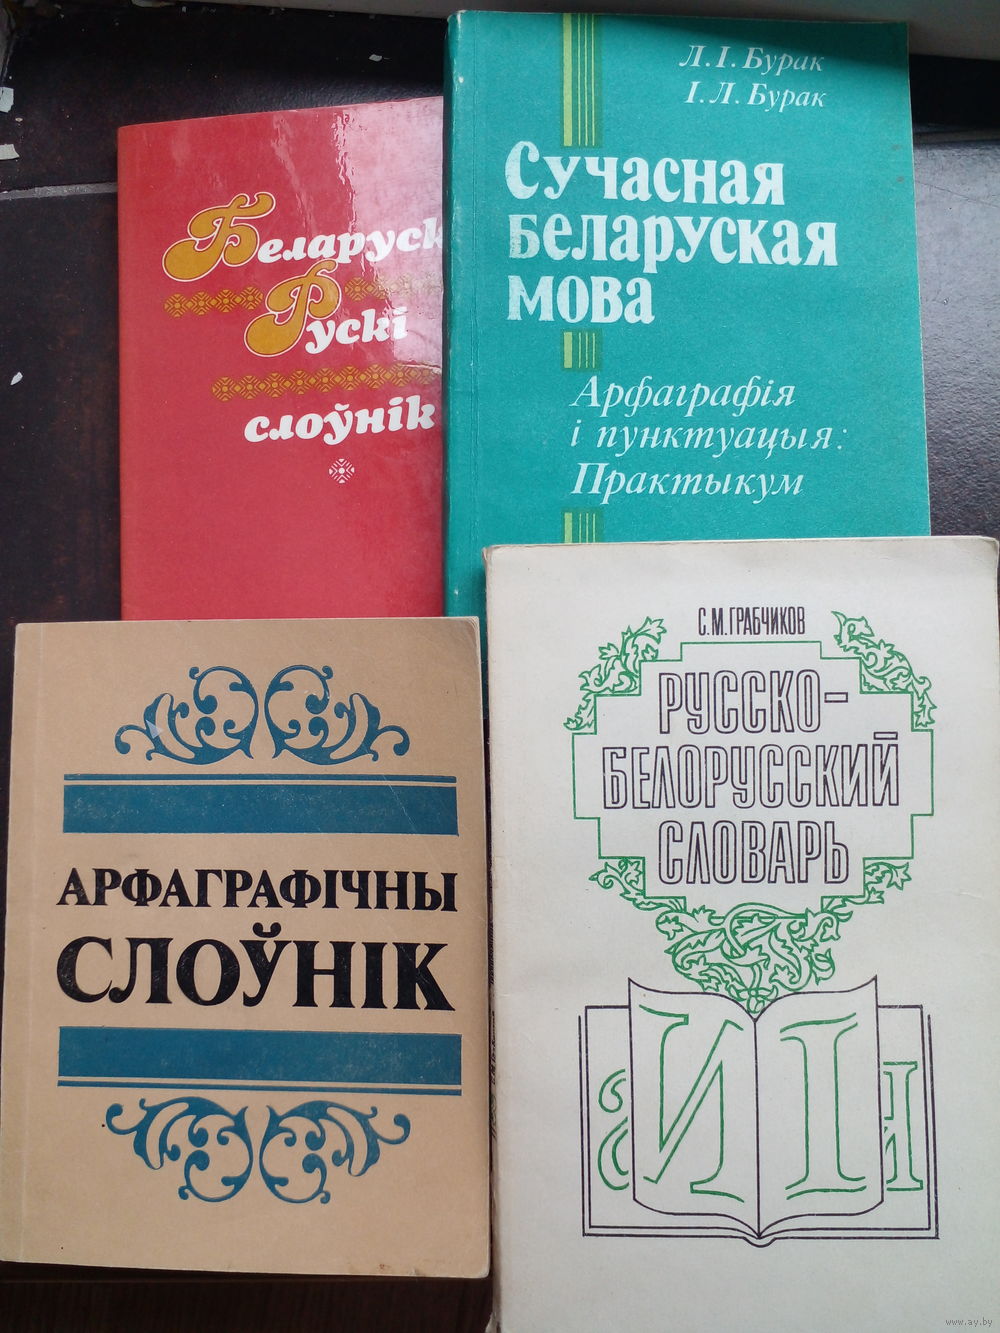 Л. І. Бурак
І. Л. Бурак
Сучасная
беларуская
мова
Арфаграфія
і пунктуацыя:
Практыкум
Беларуск
Рускі
слоўнік
С.М.ГРАБЧИКОВ
РУССКО-
БЕЛОРУССКИЙ
СЛОВАРЬ
И І
АРФАГРАФІЧНЫ
СЛОЎНІК
www.ay.by